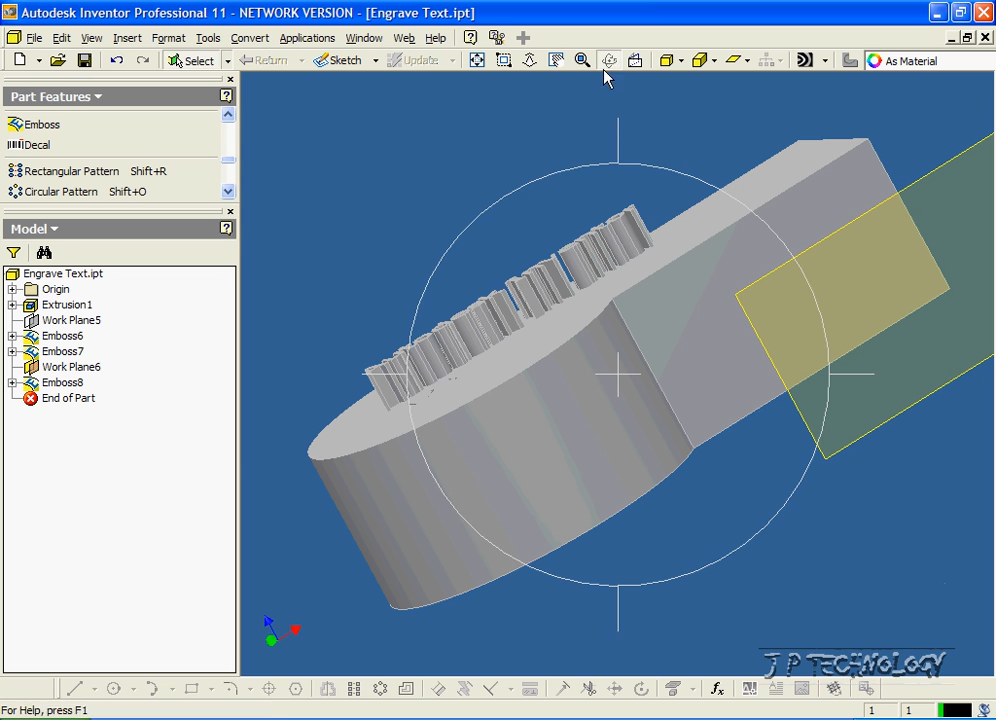 Autodesk Inventor Professional 11 - NETWORK VERSION - [Engrave Text.ipt]
File Edit View Insert Format Tools Convert Applications Window Web Help
Select Return Sketch Update As Material
Part Features
Emboss
Decal
Rectangular Pattern Shift+R
Circular Pattern Shift+O
Model
Engrave Text.ipt
Origin
Extrusion1
Work Plane5
Emboss6
Emboss7
Work Plane6
Emboss8
End of Part
J P TECHNOLOGY
For Help, press F1 1 1